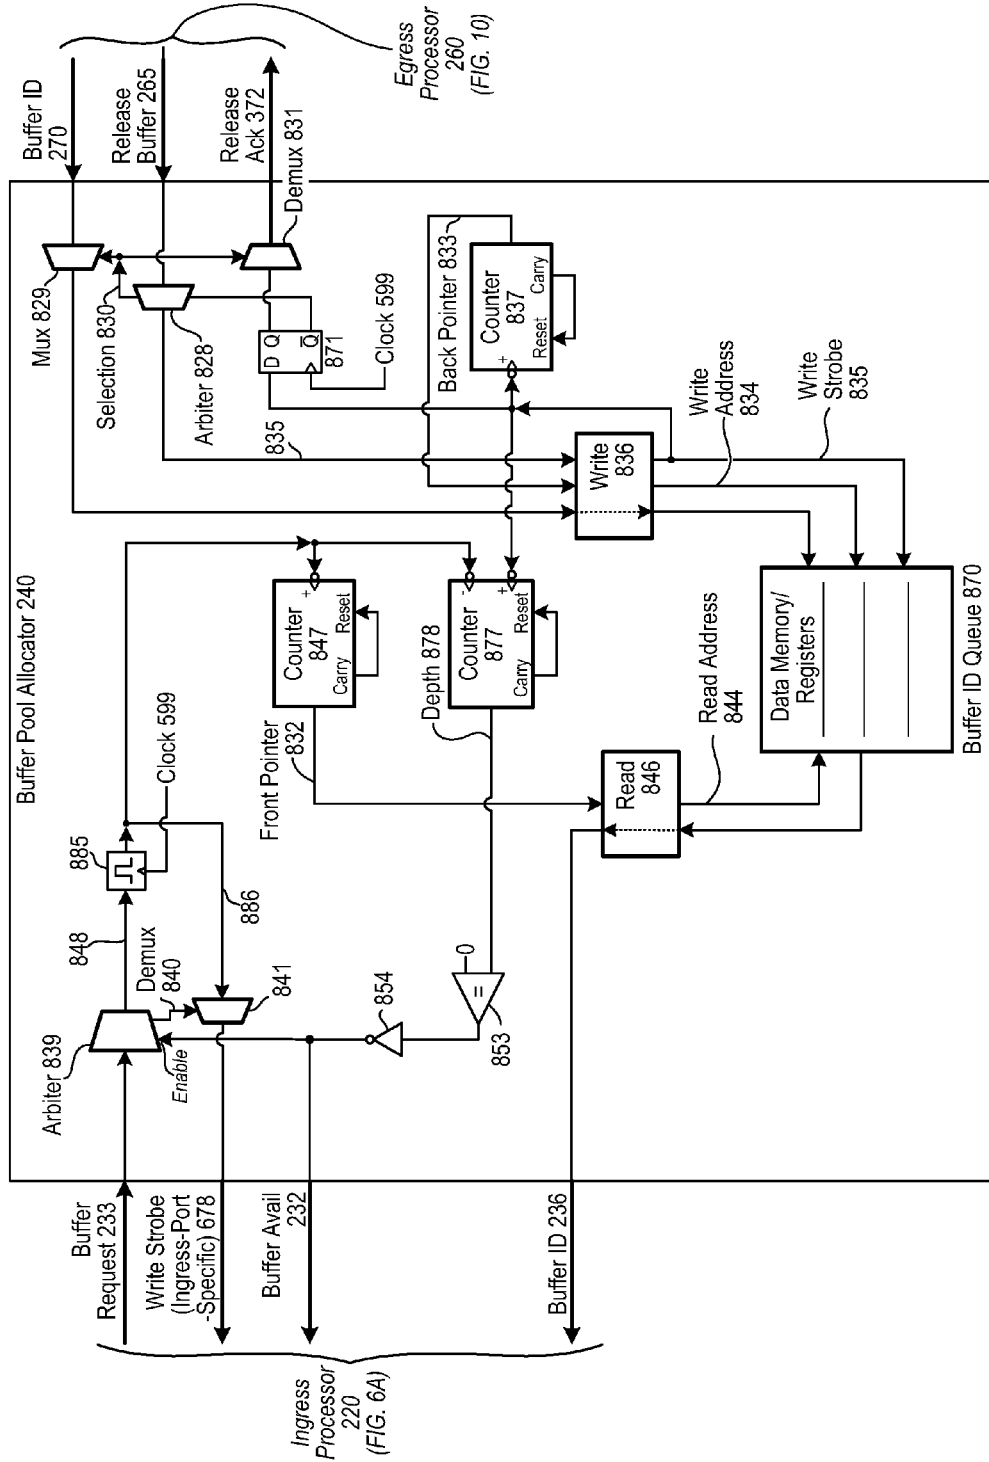 Buffer Pool Allocator 240
Buffer
Request 233
Write Strobe
(Ingress-Port
-Specific) 678
Buffer Avail
232
Buffer ID 236
Ingress
Processor
220
(FIG. 6A)
Arbiter 839
Enable
848
Demux
840
841
885
Clock 599
886
854
853
=
0
Front Pointer
832
Counter
847
+
Carry
Reset
Depth 878
Counter
877
-
+
Carry
Reset
Read
846
Read Address
844
Data Memory/
Registers
Buffer ID Queue 870
Mux 829
Selection 830
Arbiter 828
835
D
Q
Q
871
Clock 599
Demux 831
Back Pointer 833
Counter
837
+
Reset
Carry
Write
836
Write
Address
834
Write
Strobe
835
Buffer ID
270
Release
Buffer 265
Release
Ack 372
Egress
Processor
260
(FIG. 10)